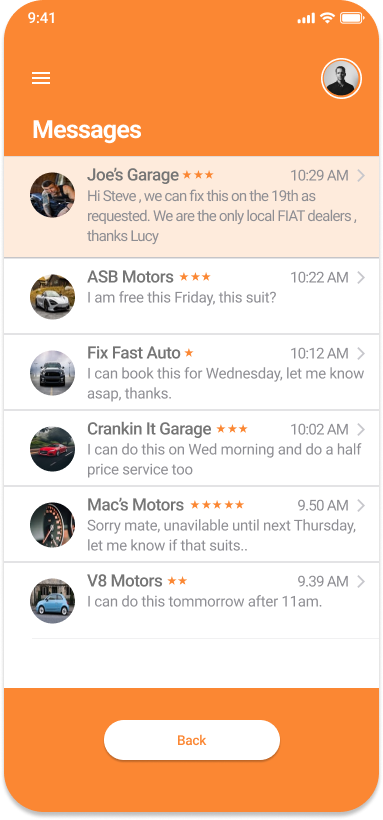 9:41
Messages
Joe's Garage ★★★ 10:29 AM
Hi Steve , we can fix this on the 19th as
requested. We are the only local FIAT dealers ,
thanks Lucy
ASB Motors ★★★ 10:22 AM
I am free this Friday, this suit?
Fix Fast Auto ★ 10:12 AM
I can book this for Wednesday, let me know
asap, thanks.
Crankin It Garage ★★★ 10:02 AM
I can do this on Wed morning and do a half
price service too
Mac's Motors ★★★★★ 9.50 AM
Sorry mate, unavilable until next Thursday,
let me know if that suits..
V8 Motors ★★ 9.39 AM
I can do this tommorrow after 11am.
Back